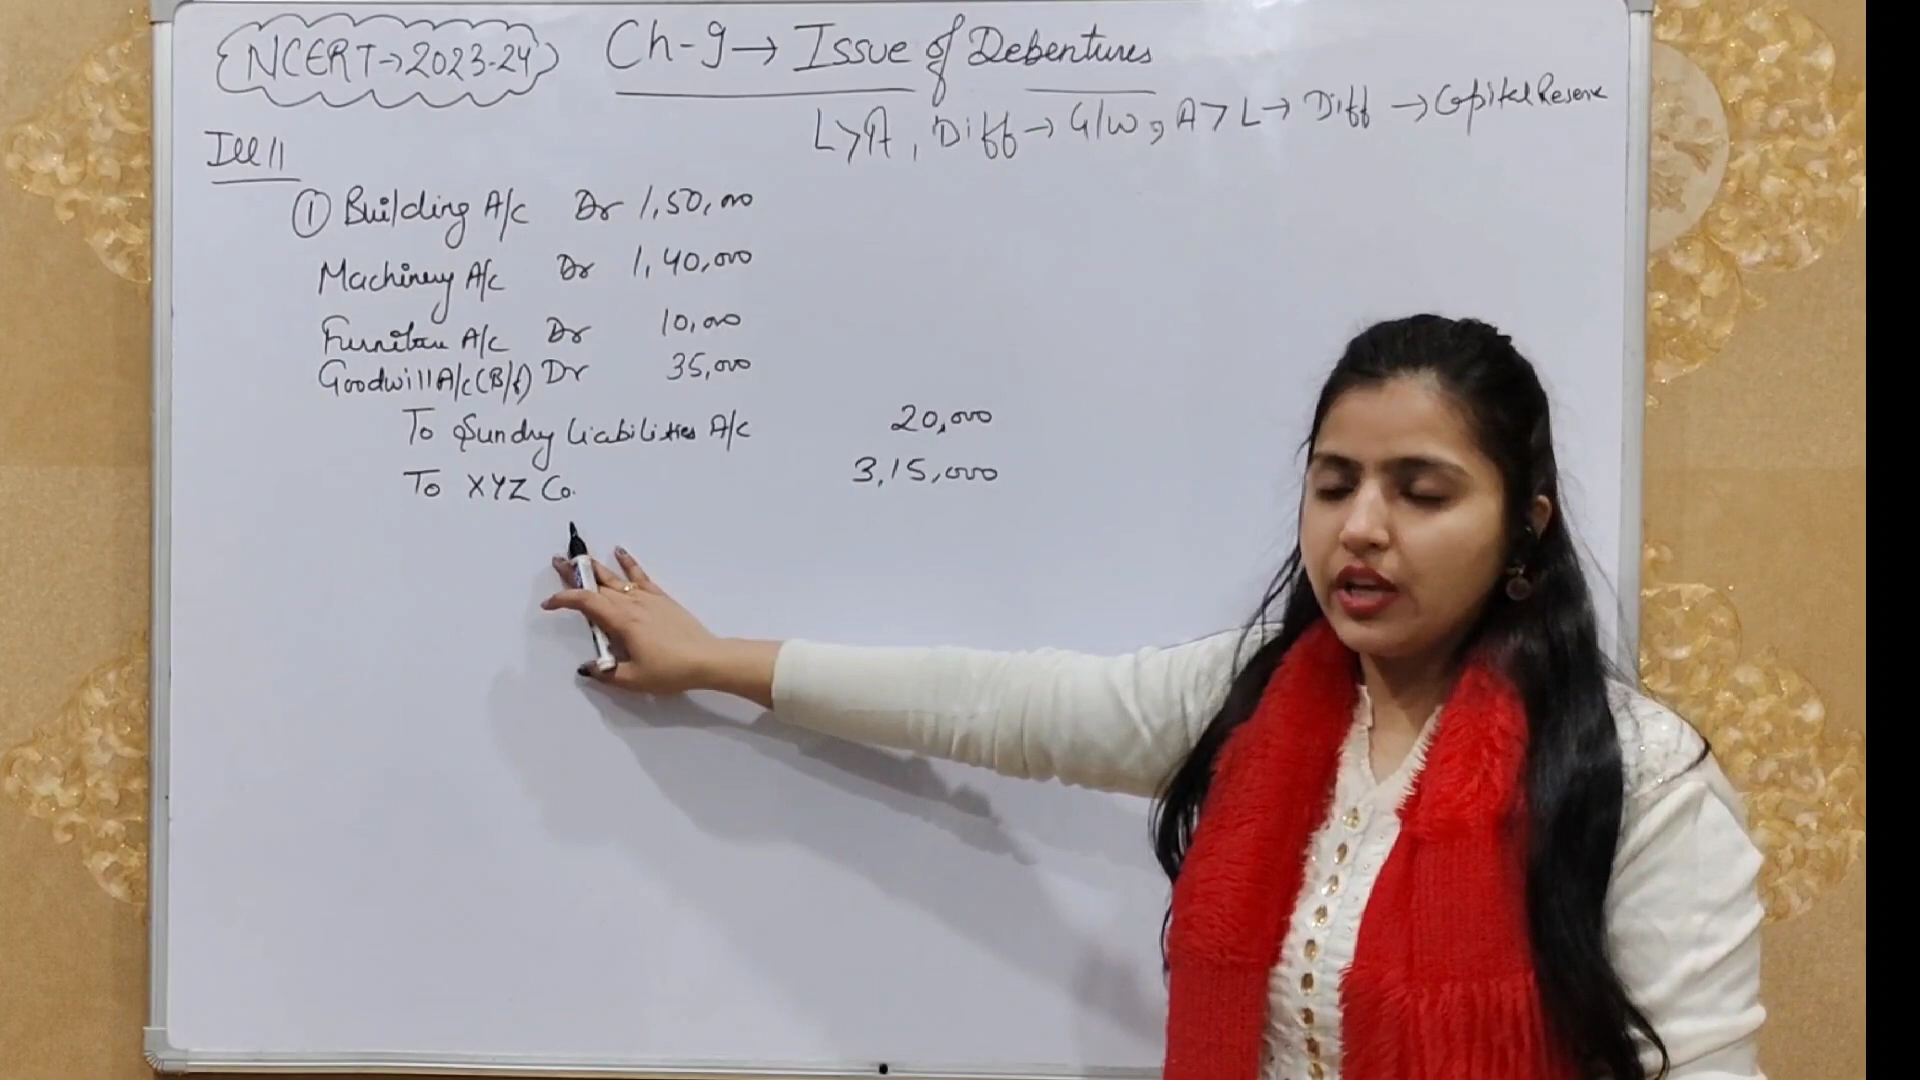 NCERT→2023-24 Ch-9→ Issue of Debentures
L>A, Diff→ G/W, A>L→ Diff →Capital Reserve
Ill 11
① Building A/c Dr 1,50,000
Machinery A/c Dr 1,40,000
Furniture A/c Dr 10,000
Goodwill A/c (B/f) Dr 35,000
To Sundry Liabilities A/c 20,000
To XYZ Co. 3,15,000